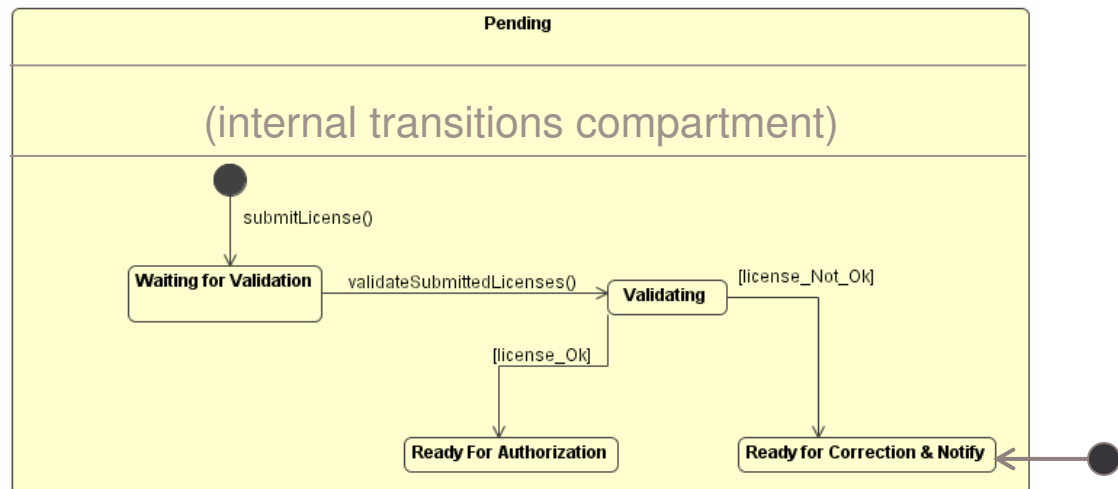 Pending
(internal transitions compartment)
submitLicense()
Waiting for Validation
validateSubmittedLicenses()
Validating
[license_Not_Ok]
[license_Ok]
Ready For Authorization
Ready for Correction & Notify